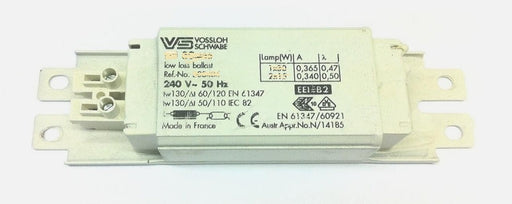 VS VOSSLOH
SCHWABE
low loss ballast
Ref.-No.
240 V~ 50 Hz
tw130/Δt 60/120 EN 61347
tw130/Δt 50/110 IEC 82
Made in France
Lamp(W) A λ
1x30 0,365 0,47
2x15 0,340 0,50
EEI=B2
10
CE EN 61347/60921
Austr.Appr.No.N/14185